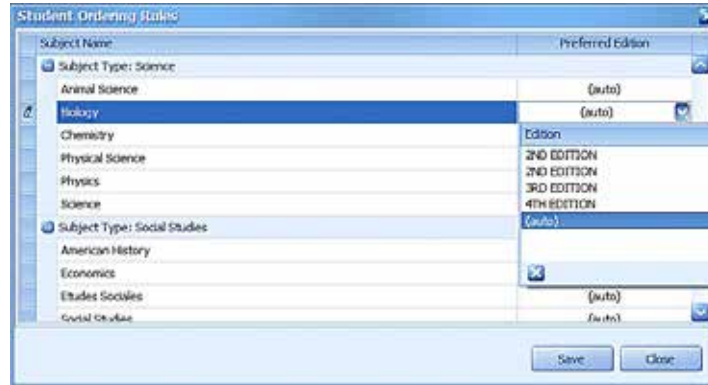 Student Ordering Rules
Subject Name Preferred Edition
Subject Type: Science
Animal Science (auto)
Biology (auto)
Chemistry
Physical Science
Physics
Science
Edition
2ND EDITION
2ND EDITION
3RD EDITION
4TH EDITION
(auto)
Subject Type: Social Studies
American History
Economics
Etudes Sociales (auto)
Social Studies (auto)
Save Close